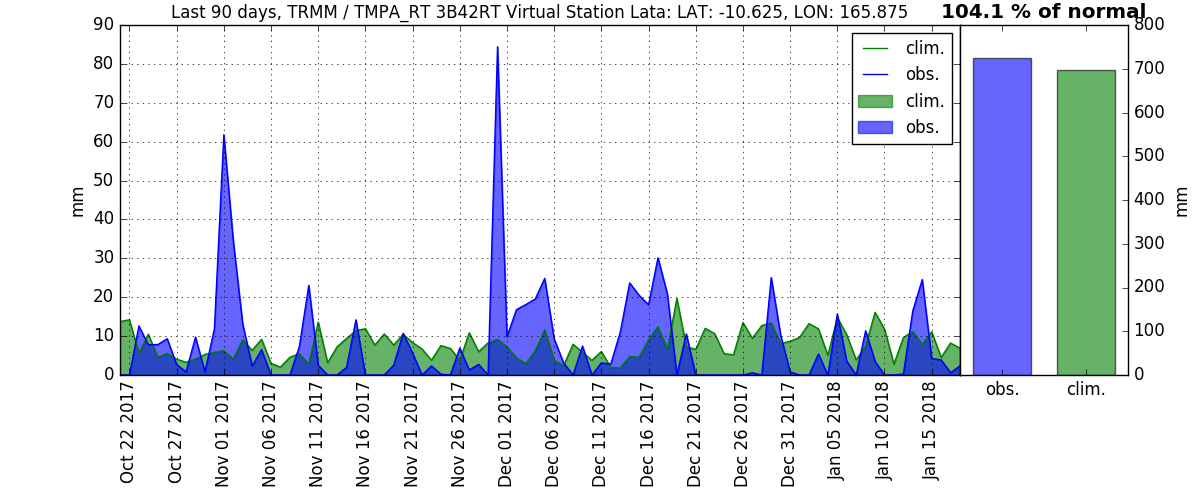 Last 90 days, TRMM / TMPA_RT 3B42RT Virtual Station Lata: LAT: -10.625, LON: 165.875
104.1 % of normal
90
80
70
60
50
40
30
20
10
0
mm
clim.
obs.
clim.
obs.
800
700
600
500
400
300
200
100
0
mm
obs.
clim.
Oct 22 2017
Oct 27 2017
Nov 01 2017
Nov 06 2017
Nov 11 2017
Nov 16 2017
Nov 21 2017
Nov 26 2017
Dec 01 2017
Dec 06 2017
Dec 11 2017
Dec 16 2017
Dec 21 2017
Dec 26 2017
Dec 31 2017
Jan 05 2018
Jan 10 2018
Jan 15 2018